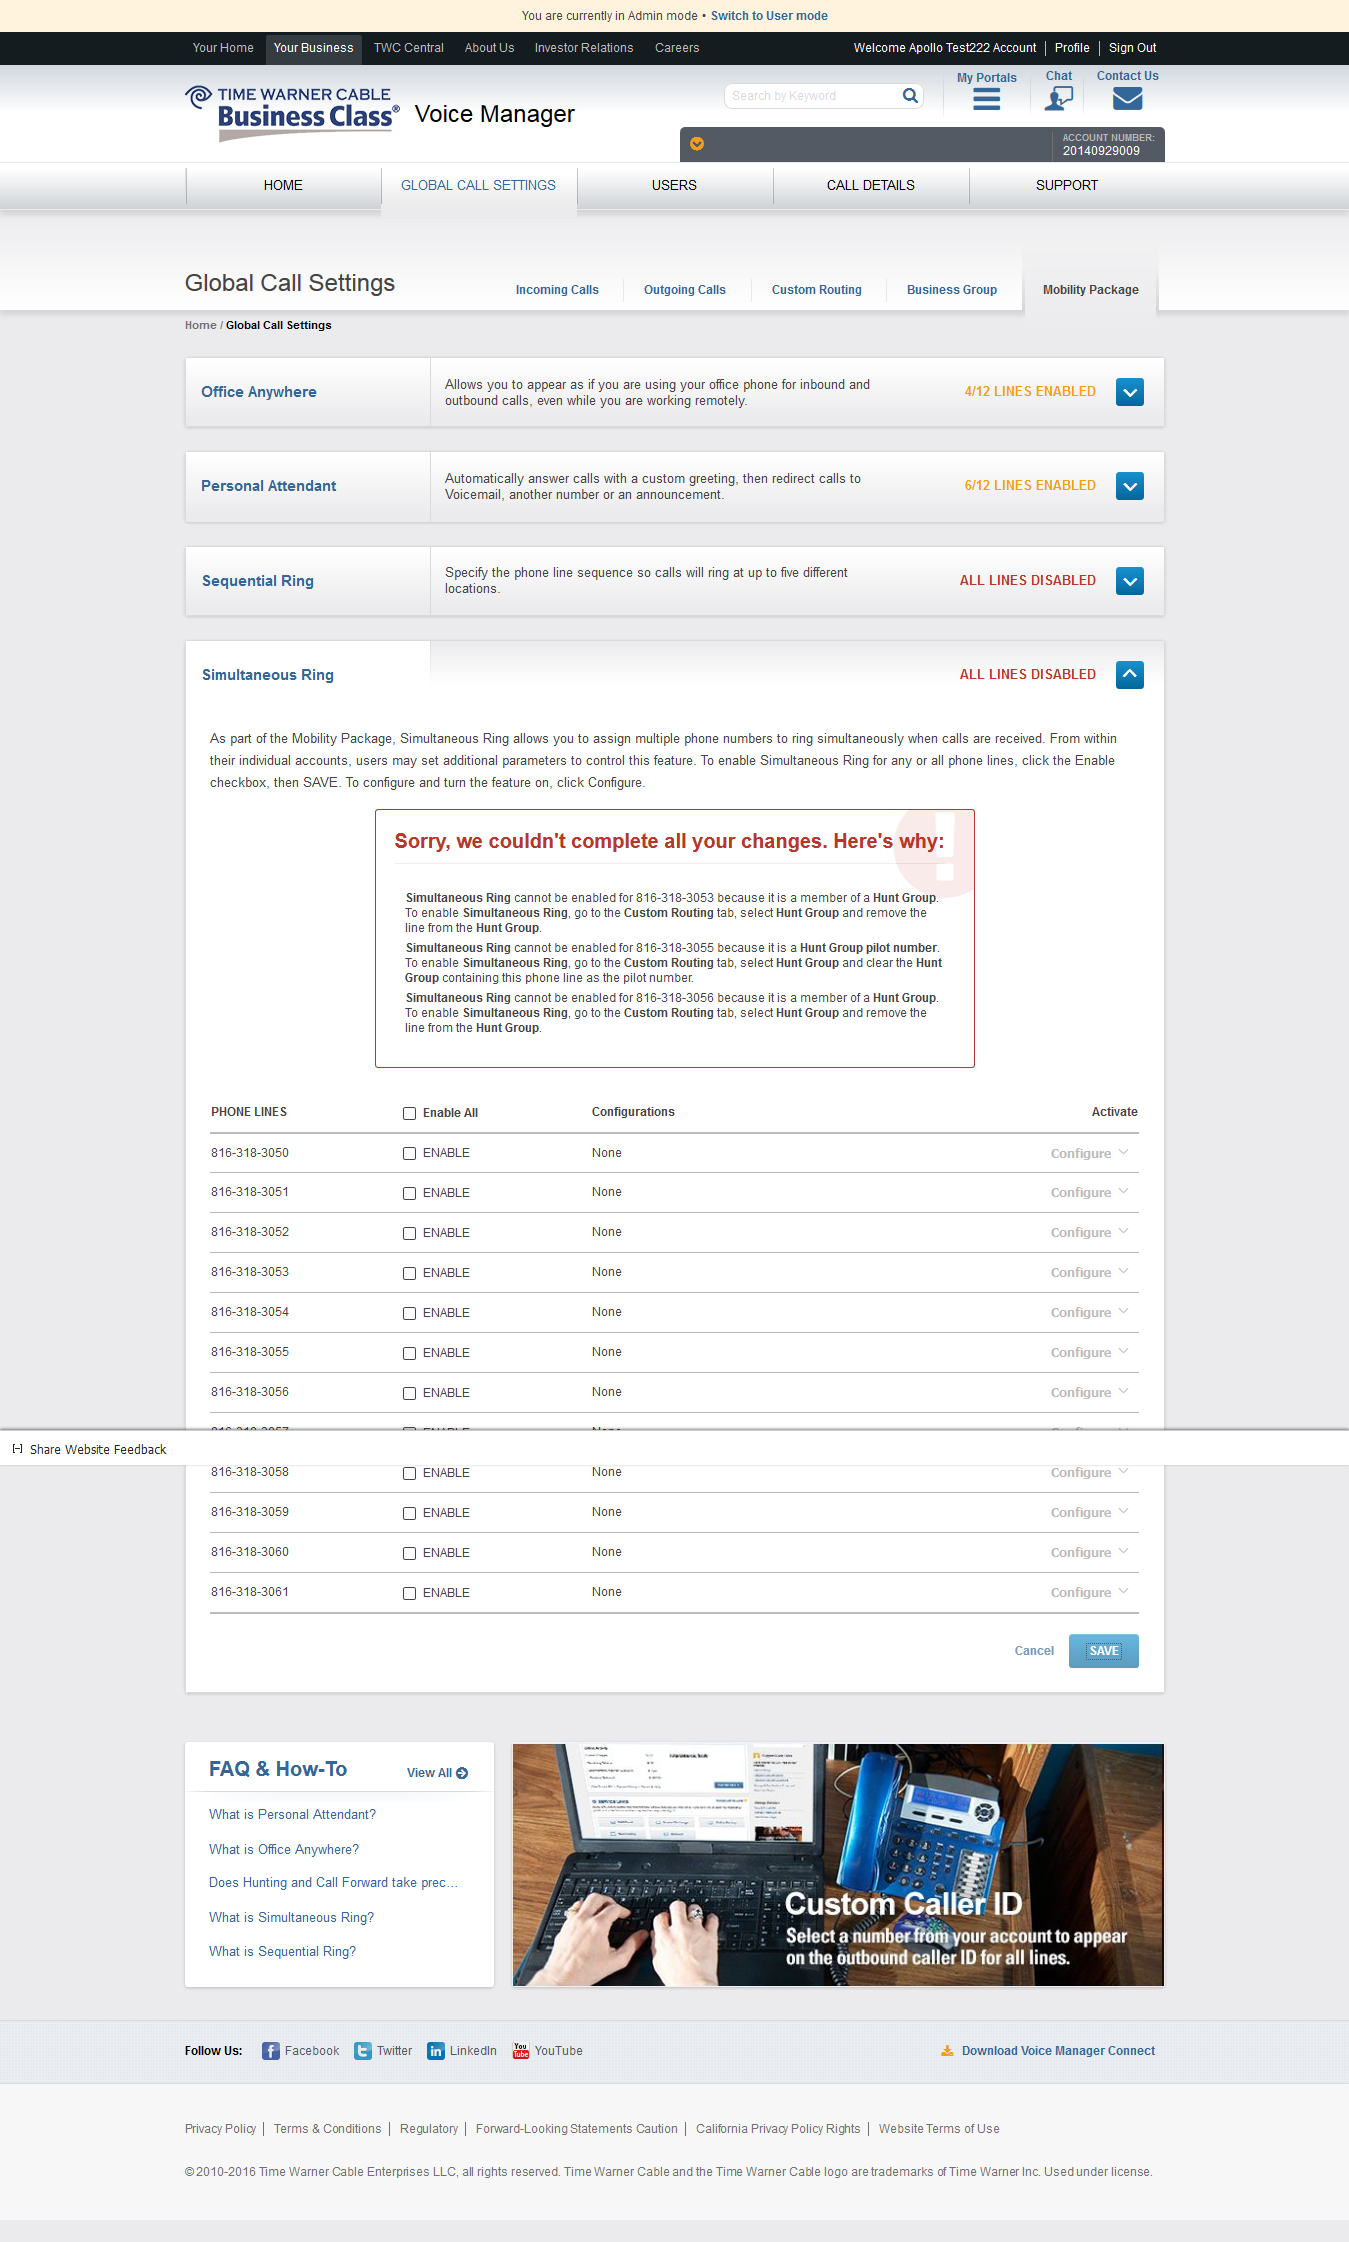 You are currently in Admin mode • Switch to User mode
Your Home Your Business TWC Central About Us Investor Relations Careers Welcome Apollo Test222 Account Profile Sign Out
TIME WARNER CABLE
Business Class®
Voice Manager
Search by Keyword
My Portals
Chat
Contact Us
ACCOUNT NUMBER:
20140929009
HOME GLOBAL CALL SETTINGS USERS CALL DETAILS SUPPORT
Global Call Settings
Incoming Calls Outgoing Calls Custom Routing Business Group Mobility Package
Home / Global Call Settings
Office Anywhere
Allows you to appear as if you are using your office phone for inbound and
outbound calls, even while you are working remotely.
4/12 LINES ENABLED
Personal Attendant
Automatically answer calls with a custom greeting, then redirect calls to
Voicemail, another number or an announcement.
6/12 LINES ENABLED
Sequential Ring
Specify the phone line sequence so calls will ring at up to five different
locations.
ALL LINES DISABLED
Simultaneous Ring
ALL LINES DISABLED
As part of the Mobility Package, Simultaneous Ring allows you to assign multiple phone numbers to ring simultaneously when calls are received. From within
their individual accounts, users may set additional parameters to control this feature. To enable Simultaneous Ring for any or all phone lines, click the Enable
checkbox, then SAVE. To configure and turn the feature on, click Configure.
Sorry, we couldn't complete all your changes. Here's why:
Simultaneous Ring cannot be enabled for 816-318-3053 because it is a member of a Hunt Group.
To enable Simultaneous Ring, go to the Custom Routing tab, select Hunt Group and remove the
line from the Hunt Group.
Simultaneous Ring cannot be enabled for 816-318-3055 because it is a Hunt Group pilot number.
To enable Simultaneous Ring, go to the Custom Routing tab, select Hunt Group and clear the Hunt
Group containing this phone line as the pilot number.
Simultaneous Ring cannot be enabled for 816-318-3056 because it is a member of a Hunt Group.
To enable Simultaneous Ring, go to the Custom Routing tab, select Hunt Group and remove the
line from the Hunt Group.
PHONE LINES Enable All Configurations Activate
816-318-3050 ENABLE None Configure
816-318-3051 ENABLE None Configure
816-318-3052 ENABLE None Configure
816-318-3053 ENABLE None Configure
816-318-3054 ENABLE None Configure
816-318-3055 ENABLE None Configure
816-318-3056 ENABLE None Configure
[-] Share Website Feedback
816-318-3058 ENABLE None Configure
816-318-3059 ENABLE None Configure
816-318-3060 ENABLE None Configure
816-318-3061 ENABLE None Configure
Cancel SAVE
FAQ & How-To
View All
What is Personal Attendant?
What is Office Anywhere?
Does Hunting and Call Forward take prec...
What is Simultaneous Ring?
What is Sequential Ring?
Custom Caller ID
Select a number from your account to appear
on the outbound caller ID for all lines.
Follow Us: Facebook Twitter LinkedIn YouTube Download Voice Manager Connect
Privacy Policy Terms & Conditions Regulatory Forward-Looking Statements Caution California Privacy Policy Rights Website Terms of Use
© 2010-2016 Time Warner Cable Enterprises LLC, all rights reserved. Time Warner Cable and the Time Warner Cable logo are trademarks of Time Warner Inc. Used under license.